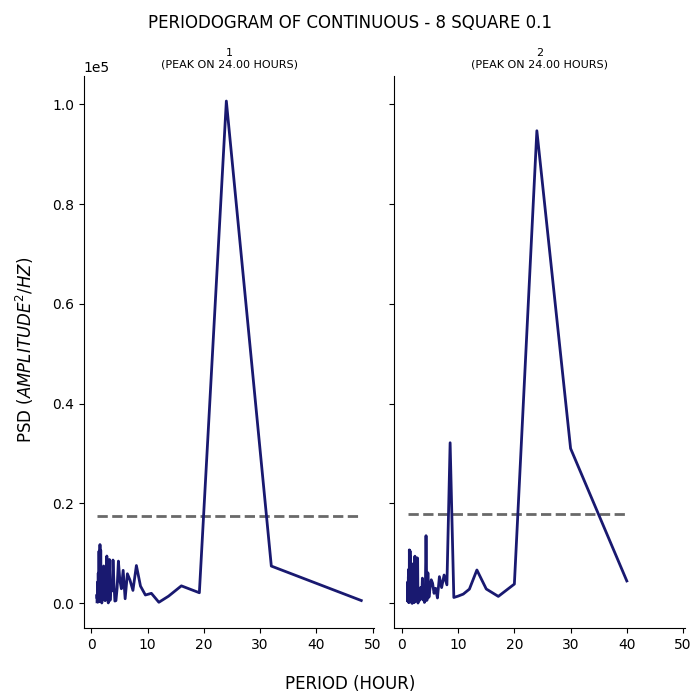 PERIODOGRAM OF CONTINUOUS - 8 SQUARE 0.1
1
(PEAK ON 24.00 HOURS)
2
(PEAK ON 24.00 HOURS)
1e5
1.0
0.8
0.6
0.4
0.2
0.0
PSD (AMPLITUDE²/HZ)
0 10 20 30 40 50
0 10 20 30 40 50
PERIOD (HOUR)